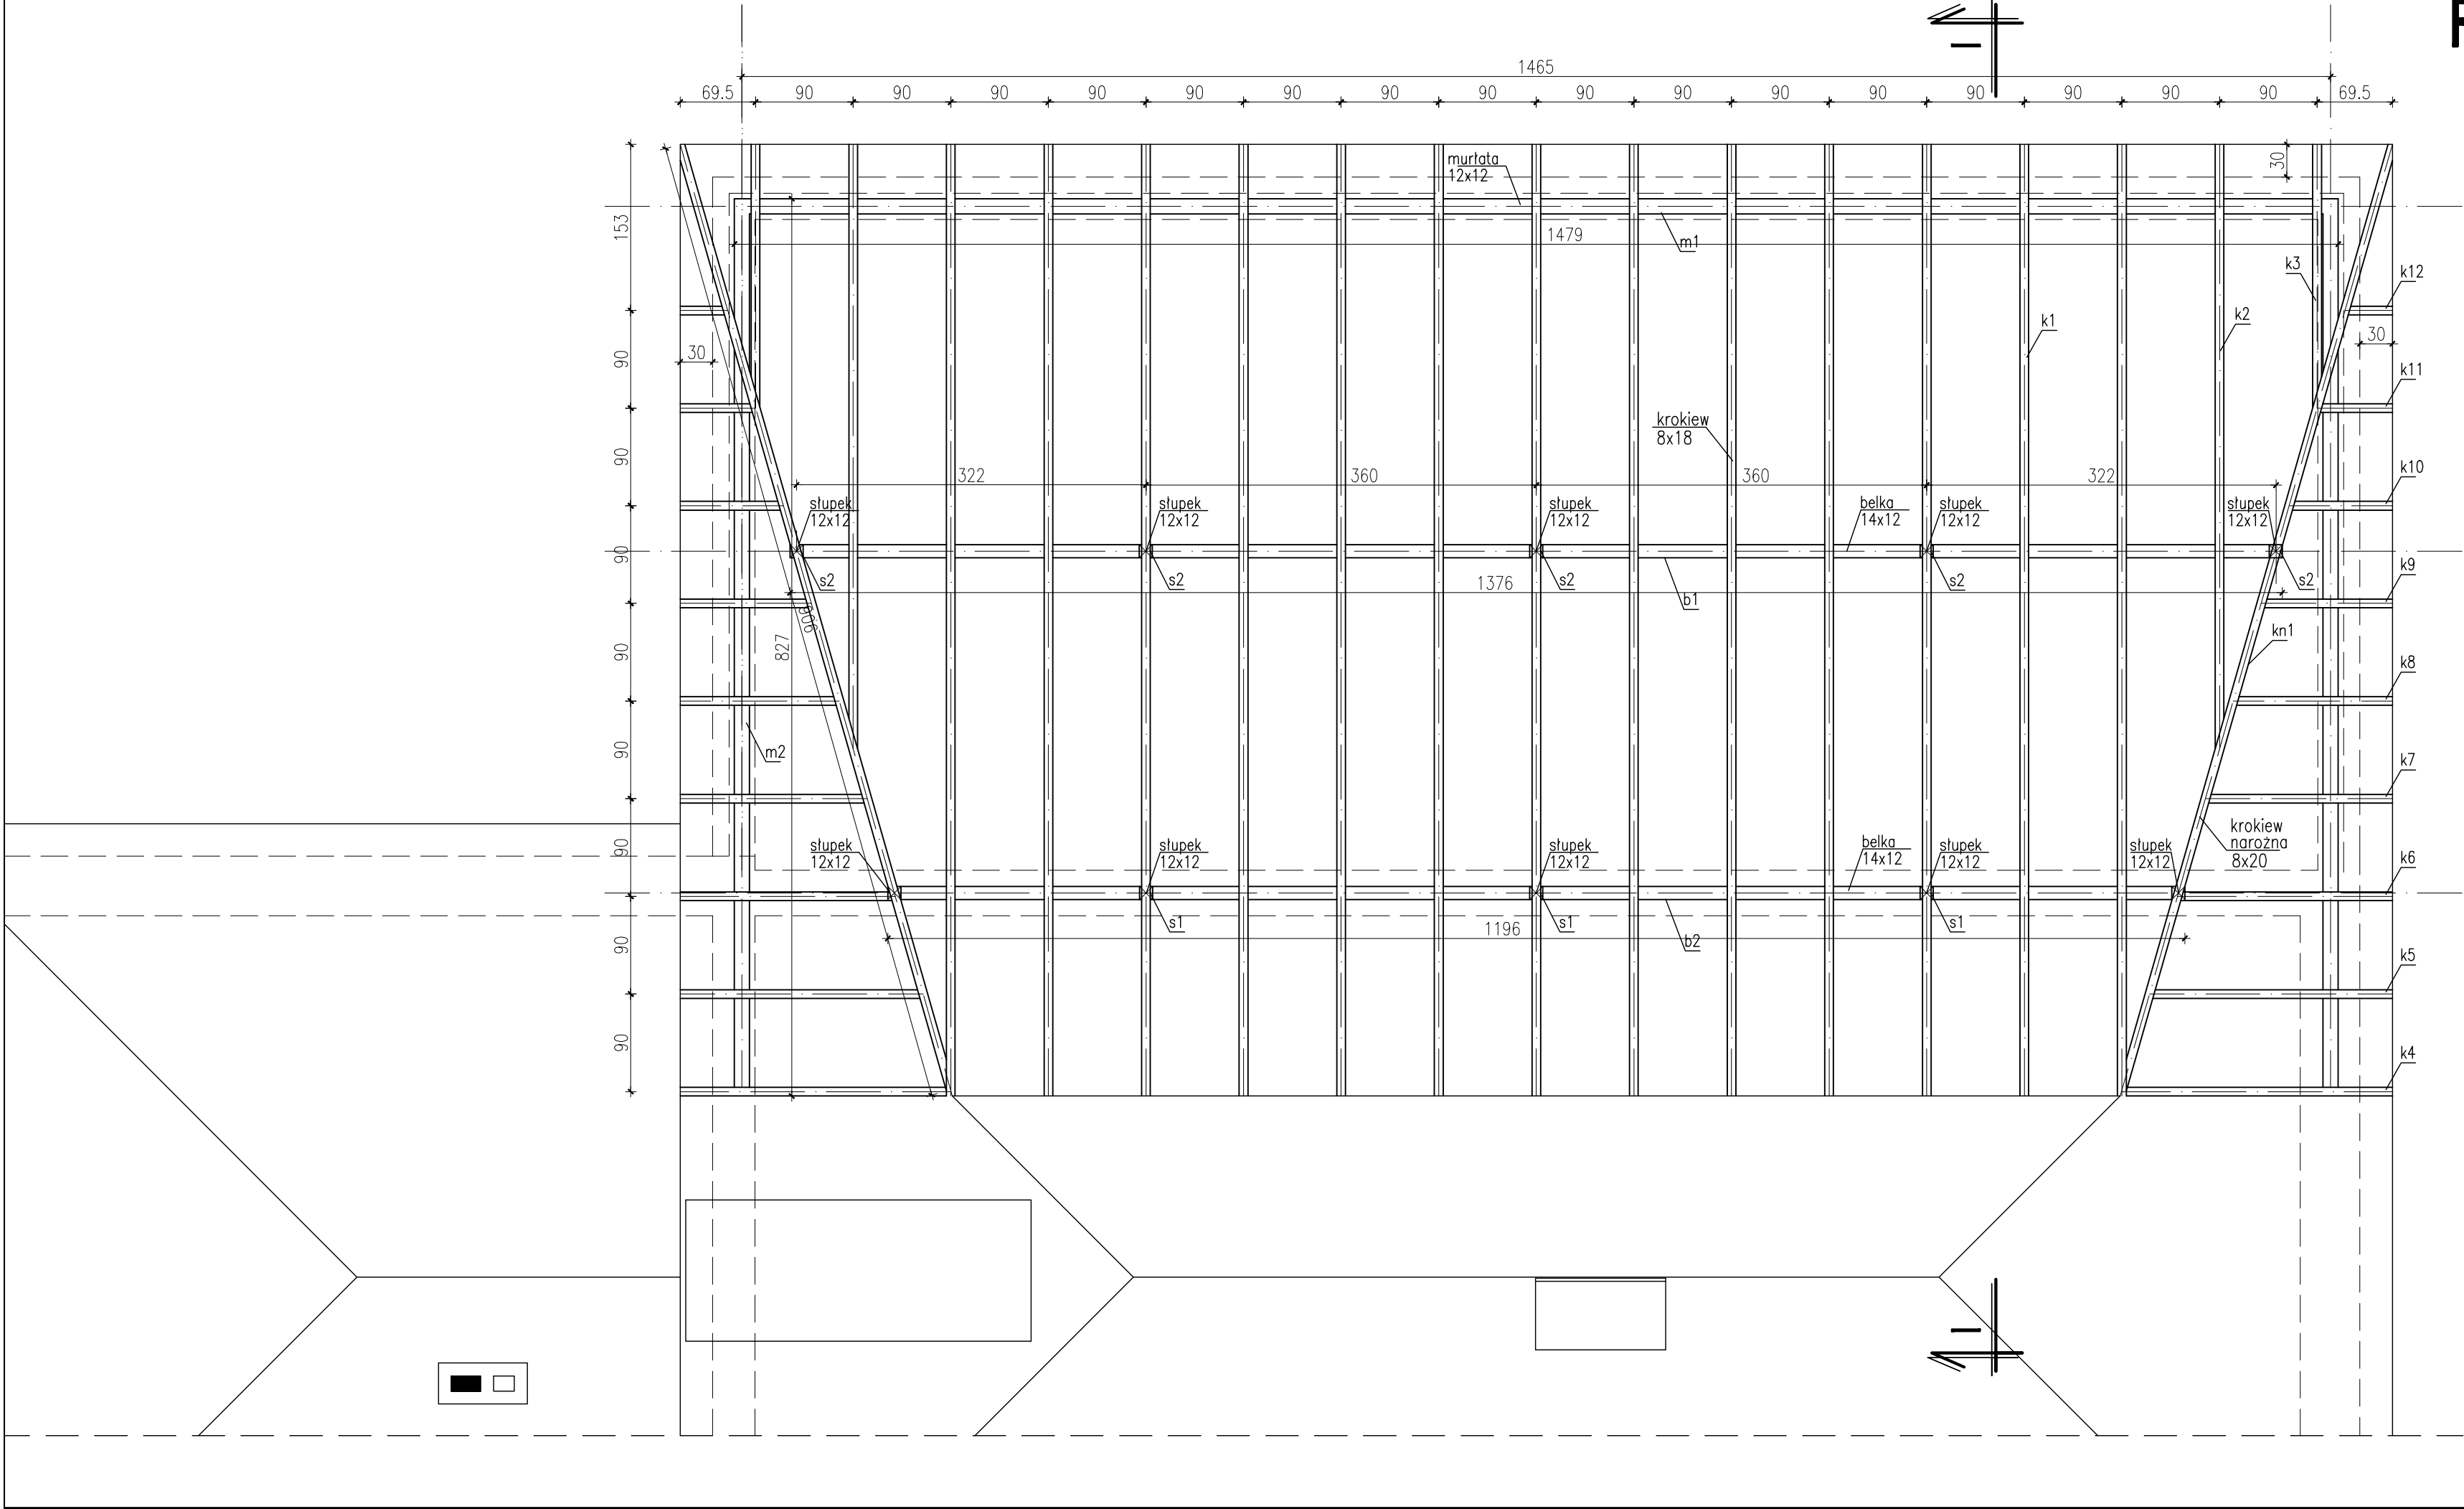 1465
69.5 90 90 90 90 90 90 90 90 90 90 90 90 90 90 90 90 69.5
I
30
murłata
12x12
153
1479
m1
k3
k12
k1
k2
30
30
90
k11
krokiew
8x18
90
k10
322
360
360
322
słupek
12x12
słupek
12x12
słupek
12x12
belka
14x12
słupek
12x12
słupek
12x12
90
k9
s2
s2
s2
s2
s2
1376
b1
906
827
kn1
90
k8
m2
90
k7
krokiew
narożna
8x20
90
k6
słupek
12x12
słupek
12x12
słupek
12x12
belka
14x12
słupek
12x12
słupek
12x12
s1
s1
s1
1196
b2
90
k5
90
k4
I